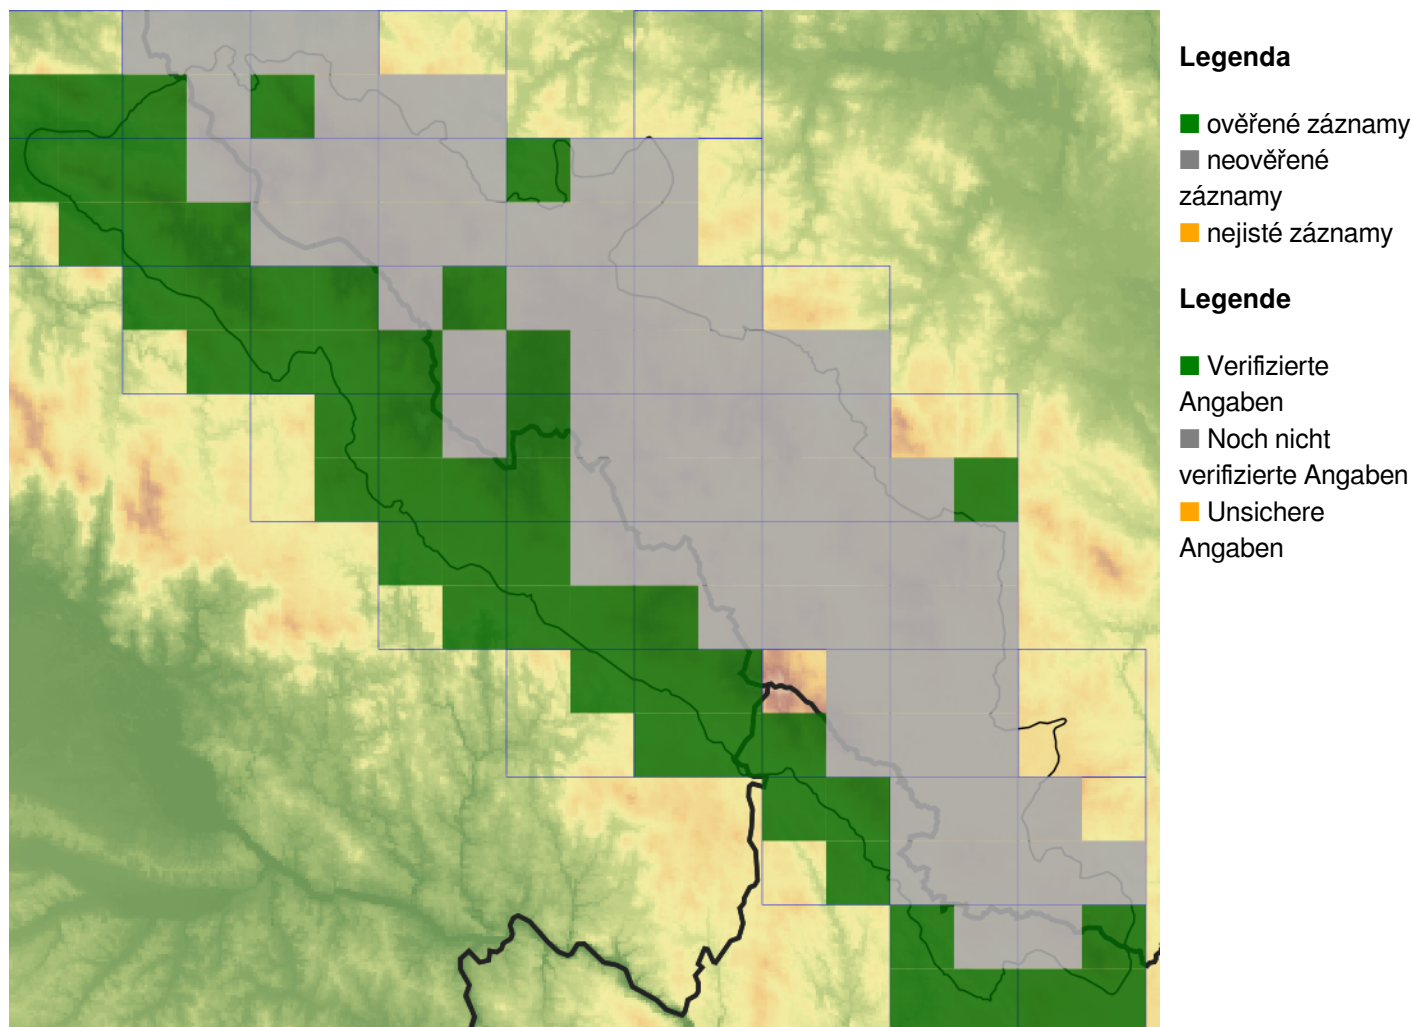 Legenda
ověřené záznamy
neověřené
záznamy
nejisté záznamy
Legende
Verifizierte
Angaben
Noch nicht
verifizierte Angaben
Unsichere
Angaben